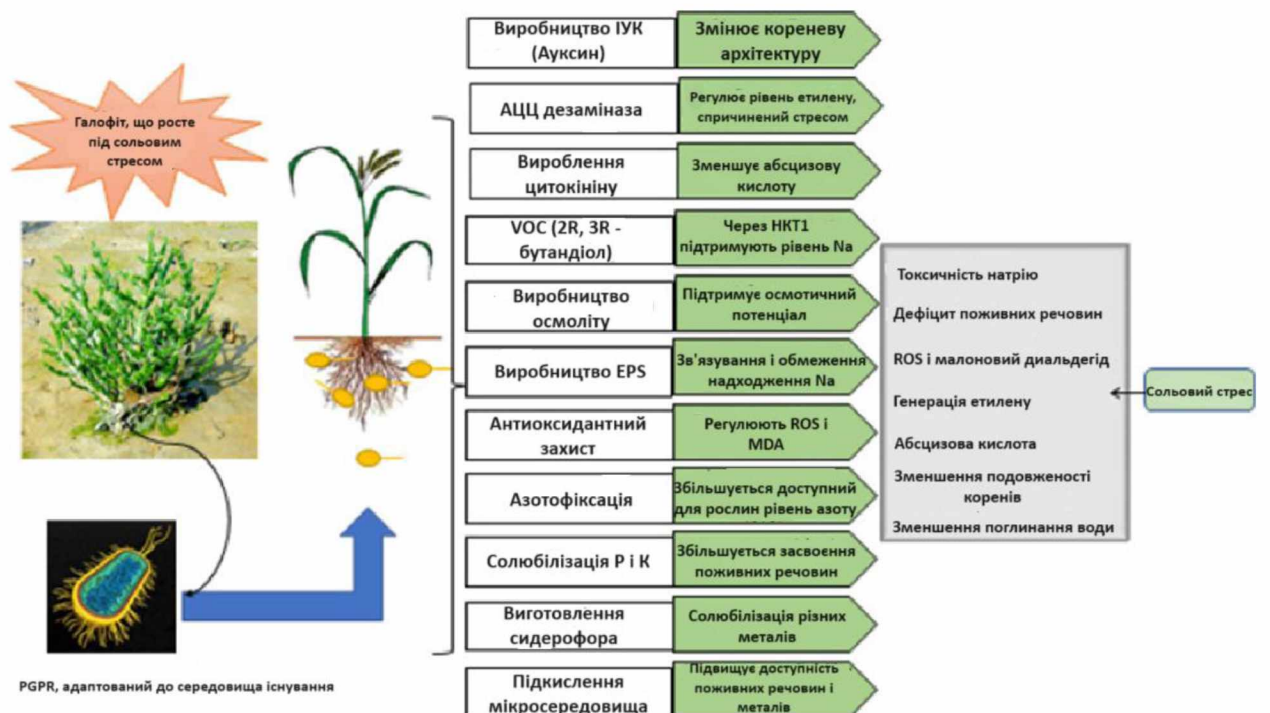 Галофіт, що росте
під сольовим
стресом
PGPR, адаптований до середовища існування
Виробництво ІУК
(Ауксин)
Змінює кореневу
архітектуру
АЦЦ дезаміназа
Регулює рівень етилену,
спричинений стресом
Вироблення
цитокініну
Зменшує абсцизову
кислоту
VOC (2R, 3R -
бутандіол)
Через НКТ1
підтримують рівень Na
Виробництво
осмоліту
Підтримує осмотичний
потенціал
Виробництво EPS
Зв'язування і обмеження
надходження Na
Антиоксидантний
захист
Регулюють ROS і
MDA
Азотофіксація
Збільшується доступний
для рослин рівень азоту
Солюбілізація Р і К
Збільшується засвоєння
поживних речовин
Виготовлення
сидерофора
Солюбілізація різних
металів
Підкислення
мікросередовища
Підвищує доступність
поживних речовин і
металів
Токсичність натрію
Дефіцит поживних речовин
ROS і малоновий диальдегід
Генерація етилену
Абсцизова кислота
Зменшення подовженості
коренів
Зменшення поглинання води
Сольовий стрес